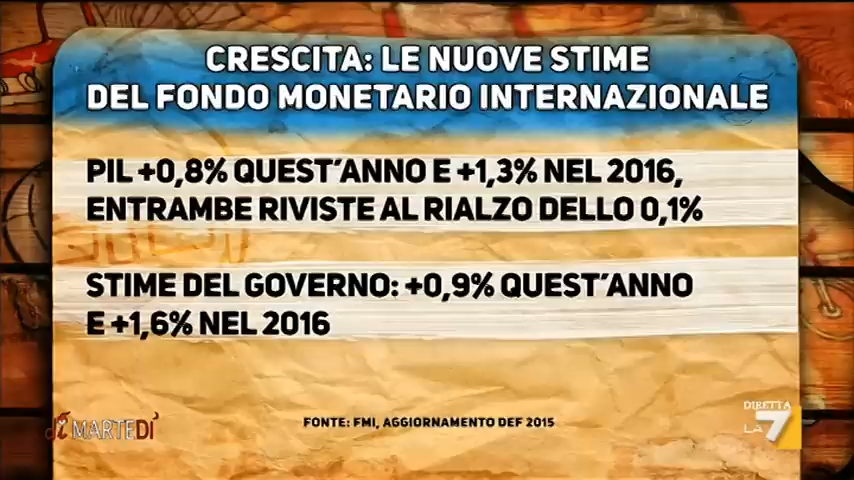 CRESCITA: LE NUOVE STIME
DEL FONDO MONETARIO INTERNAZIONALE
PIL +0,8% QUEST'ANNO E +1,3% NEL 2016,
ENTRAMBE RIVISTE AL RIALZO DELLO 0,1%
STIME DEL GOVERNO: +0,9% QUEST'ANNO
E +1,6% NEL 2016
FONTE: FMI, AGGIORNAMENTO DEF 2015
di MARTEDÌ
DIRETTA
LA7